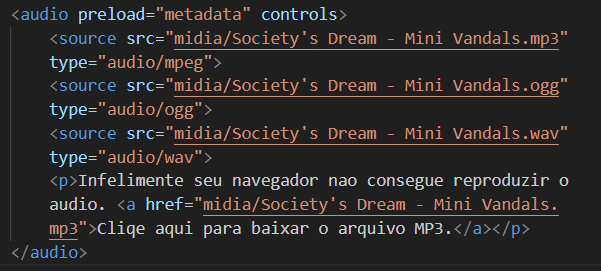 <audio preload="metadata" controls>
<source src="midia/Society's Dream - Mini Vandals.mp3"
type="audio/mpeg">
<source src="midia/Society's Dream - Mini Vandals.ogg"
type="audio/ogg">
<source src="midia/Society's Dream - Mini Vandals.wav"
type="audio/wav">
<p>Infelimente seu navegador nao consegue reproduzir o
audio. <a href="midia/Society's Dream - Mini Vandals.
mp3">Cliqe aqui para baixar o arquivo MP3.</a></p>
</audio>